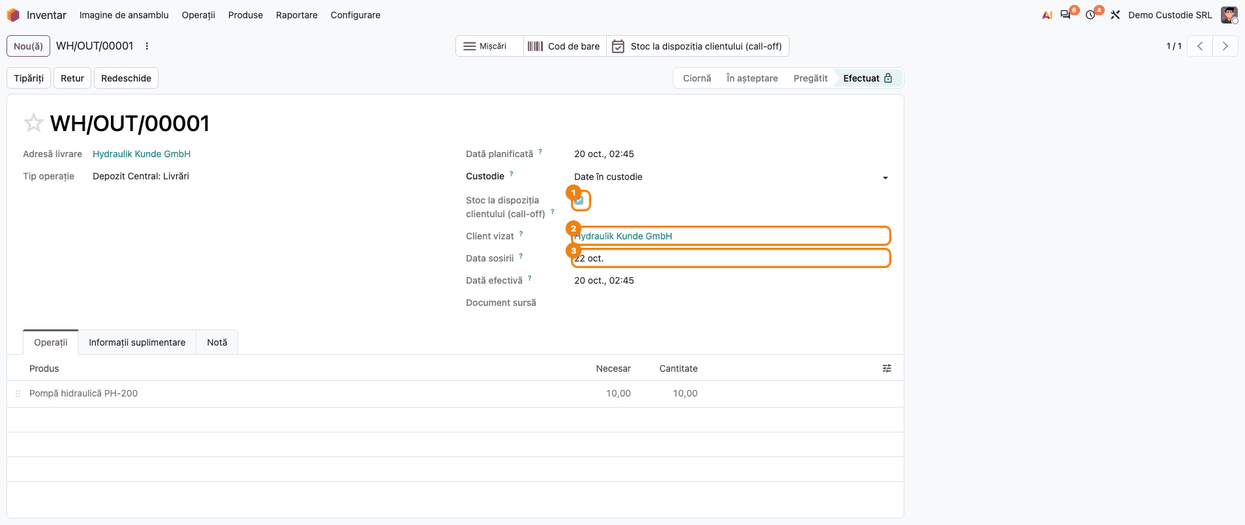 Inventar Imagine de ansamblu Operații Produse Raportare Configurare 6 4 Demo Custodie SRL
Nou(ă) WH/OUT/00001 Mișcări Cod de bare Stoc la dispoziția clientului (call-off) 1 / 1
Tipăriți Retur Redeschide Ciornă În așteptare Pregătit Efectuat
WH/OUT/00001
Adresă livrare Hydraulik Kunde GmbH Dată planificată ? 20 oct., 02:45
Tip operație Depozit Central: Livrări Custodie ? Date în custodie
1
Stoc la dispoziția
clientului (call-off) ?
2
Client vizat ? Hydraulik Kunde GmbH
3
Data sosirii ? 22 oct.
Dată efectivă ? 20 oct., 02:45
Document sursă
Operații Informații suplimentare Notă
Produs Necesar Cantitate
Pompă hidraulică PH-200 10,00 10,00